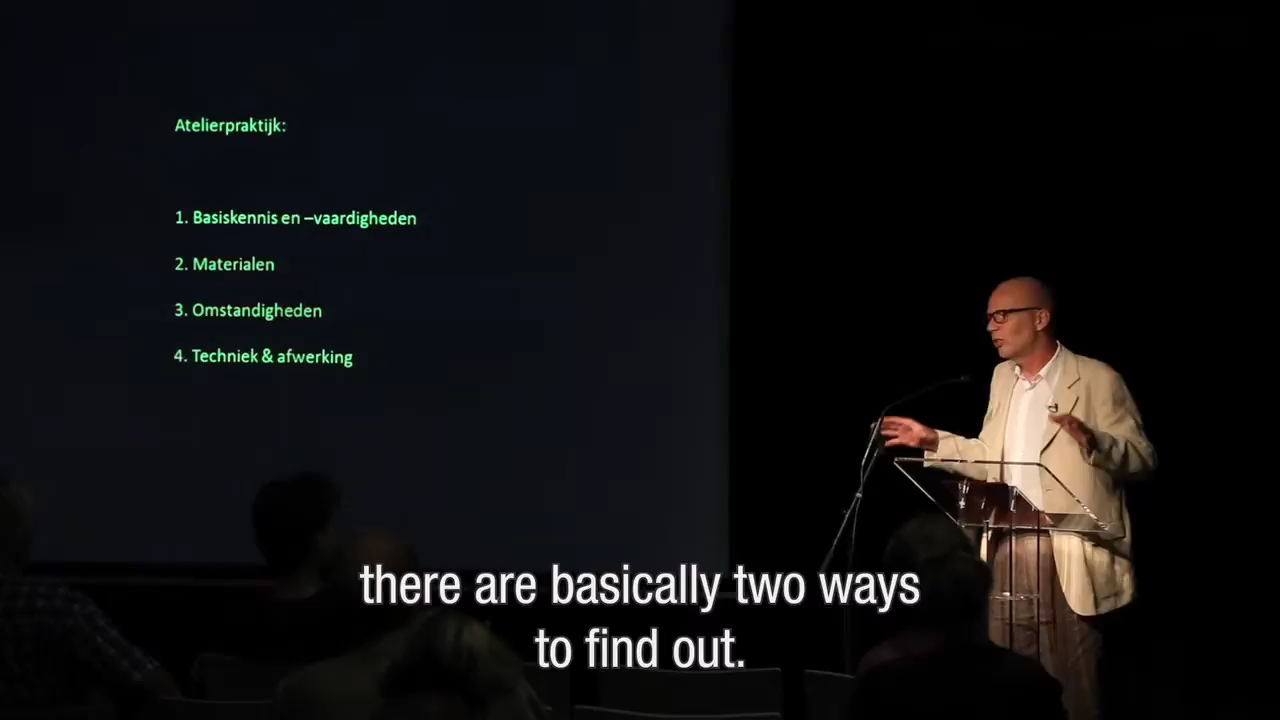 Atelierpraktijk:
1. Basiskennis en –vaardigheden
2. Materialen
3. Omstandigheden
4. Techniek & afwerking
there are basically two ways
to find out.